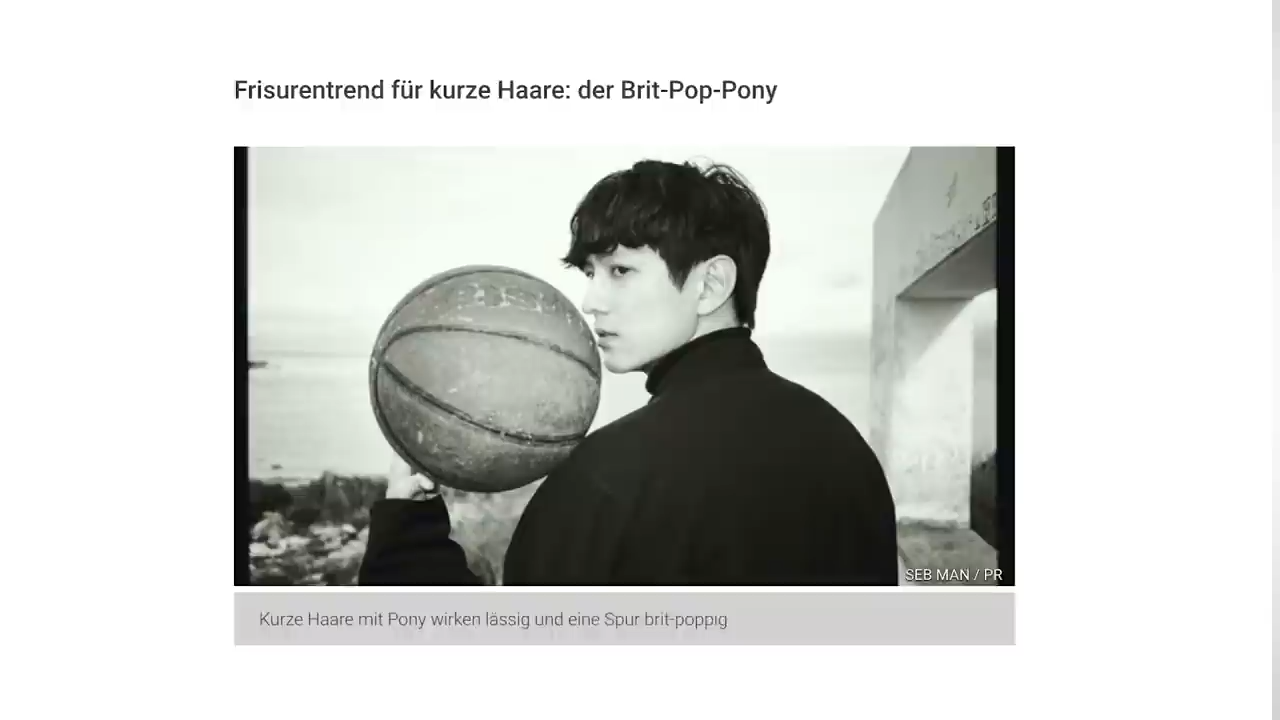 Frisurentrend für kurze Haare: der Brit-Pop-Pony
SEB MAN / PR
Kurze Haare mit Pony wirken lässig und eine Spur brit-poppig